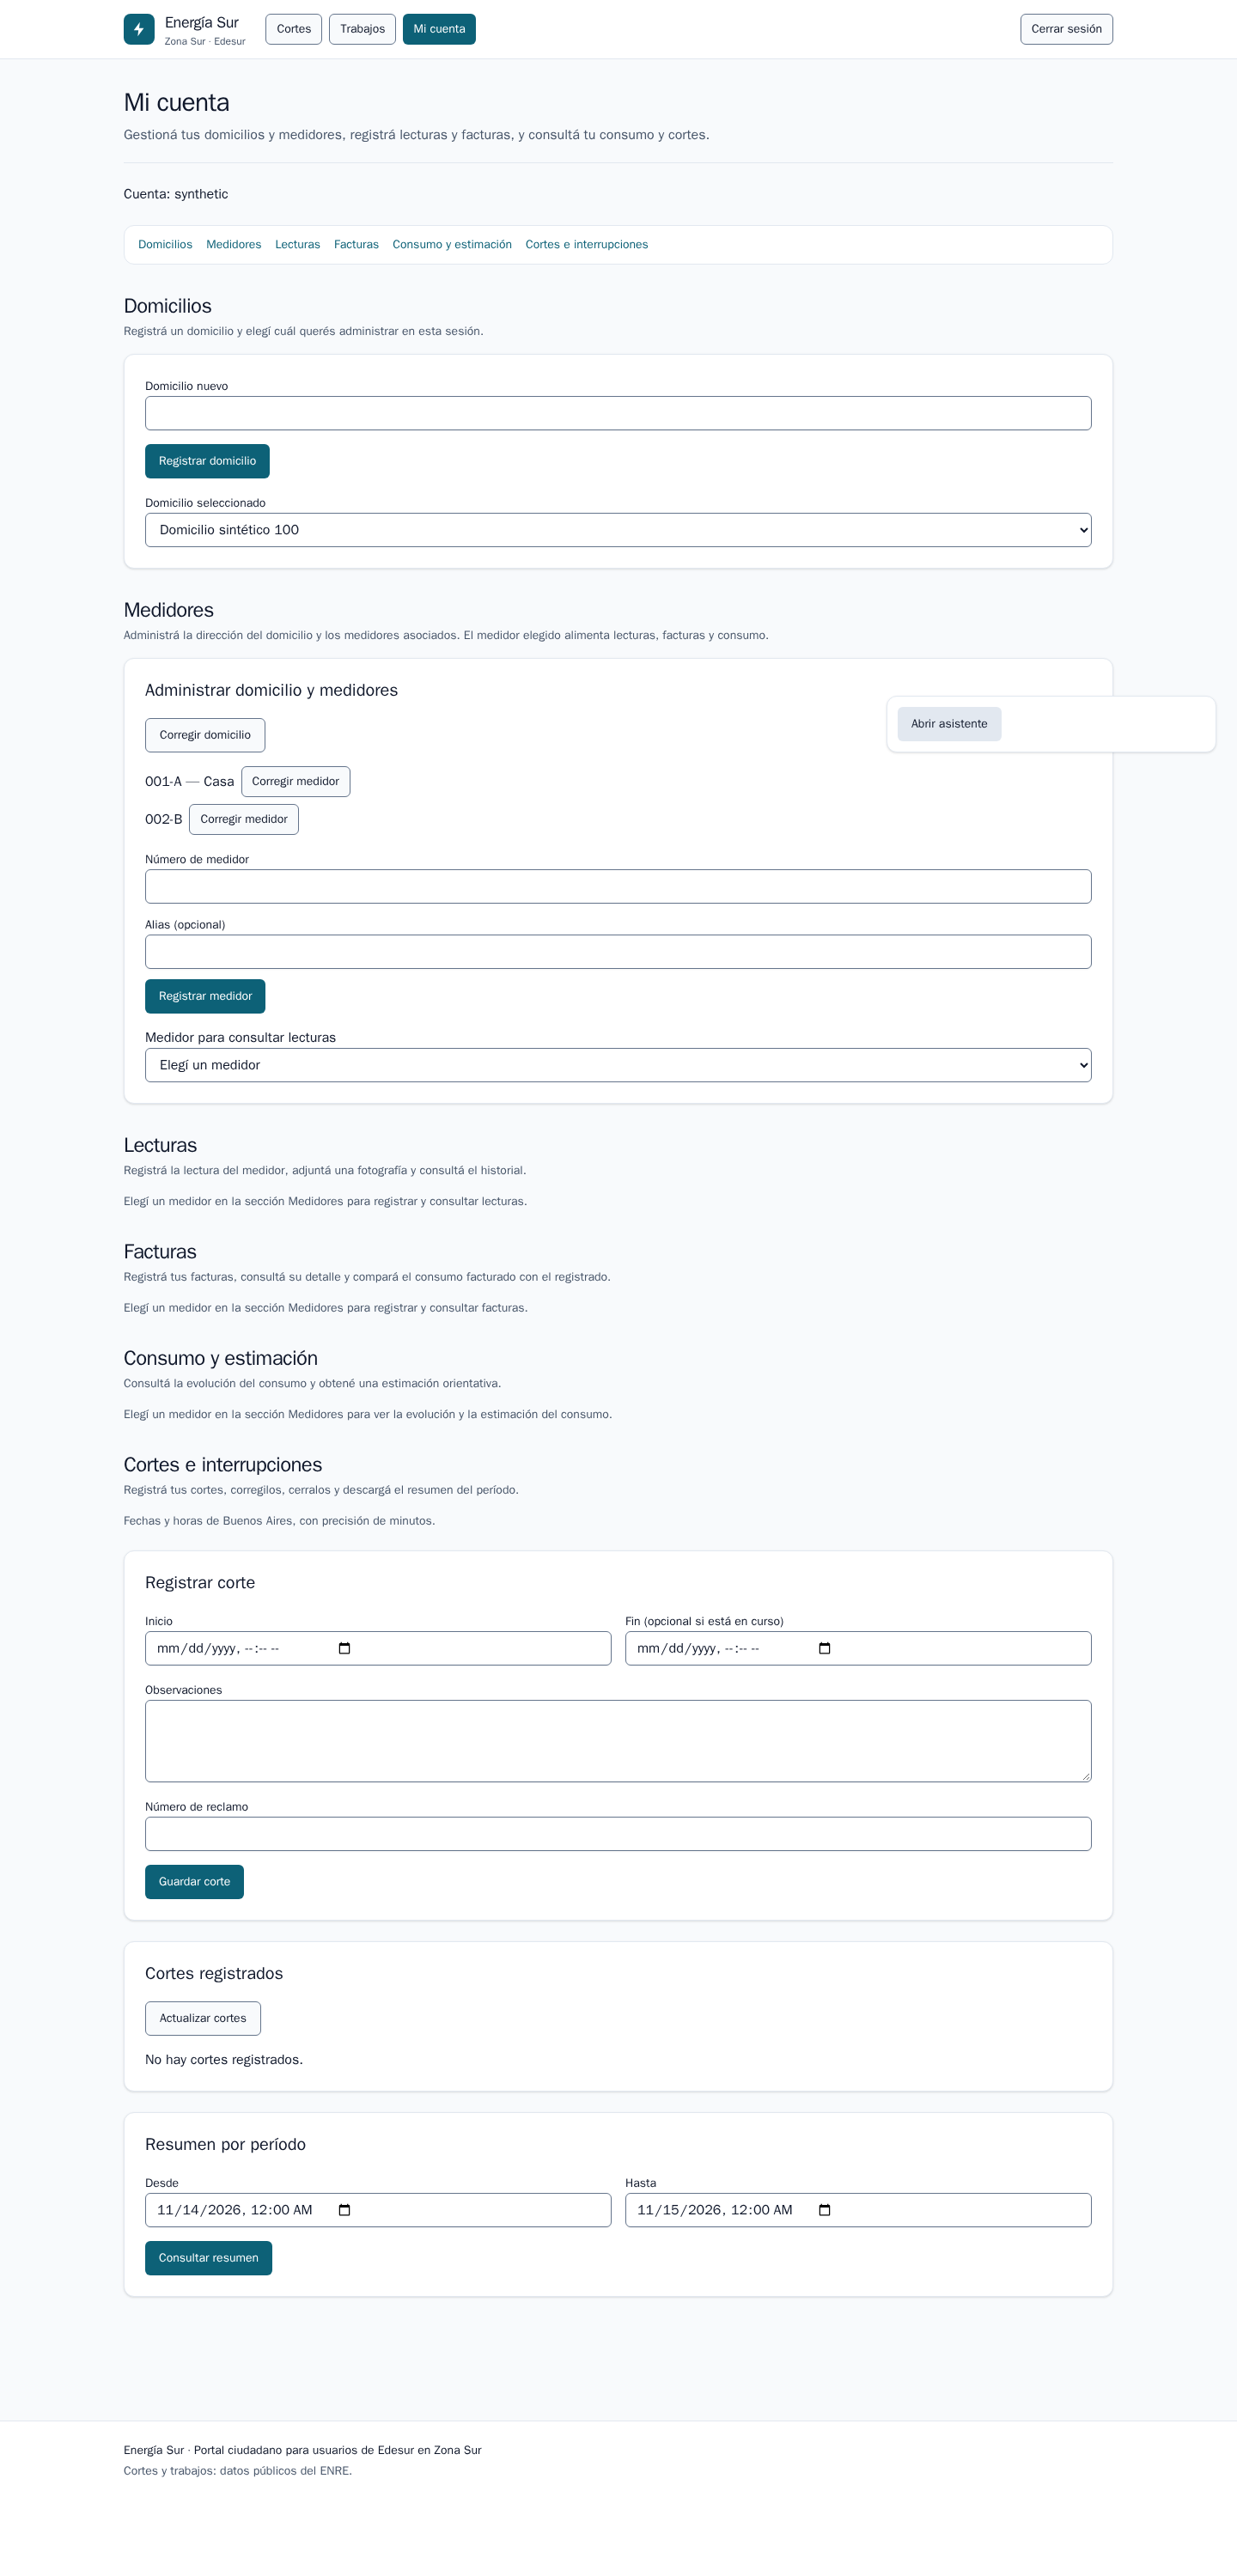 Energía Sur
Zona Sur · Edesur
Cortes
Trabajos
Mi cuenta
Cerrar sesión
Mi cuenta
Gestioná tus domicilios y medidores, registrá lecturas y facturas, y consultá tu consumo y cortes.
Cuenta: synthetic
Domicilios Medidores Lecturas Facturas Consumo y estimación Cortes e interrupciones
Domicilios
Registrá un domicilio y elegí cuál querés administrar en esta sesión.
Domicilio nuevo
Registrar domicilio
Domicilio seleccionado
Domicilio sintético 100
Medidores
Administrá la dirección del domicilio y los medidores asociados. El medidor elegido alimenta lecturas, facturas y consumo.
Administrar domicilio y medidores
Abrir asistente
Corregir domicilio
001-A — Casa Corregir medidor
002-B Corregir medidor
Número de medidor
Alias (opcional)
Registrar medidor
Medidor para consultar lecturas
Elegí un medidor
Lecturas
Registrá la lectura del medidor, adjuntá una fotografía y consultá el historial.
Elegí un medidor en la sección Medidores para registrar y consultar lecturas.
Facturas
Registrá tus facturas, consultá su detalle y compará el consumo facturado con el registrado.
Elegí un medidor en la sección Medidores para registrar y consultar facturas.
Consumo y estimación
Consultá la evolución del consumo y obtené una estimación orientativa.
Elegí un medidor en la sección Medidores para ver la evolución y la estimación del consumo.
Cortes e interrupciones
Registrá tus cortes, corregilos, cerralos y descargá el resumen del período.
Fechas y horas de Buenos Aires, con precisión de minutos.
Registrar corte
Inicio
mm/dd/yyyy, --:-- --
Fin (opcional si está en curso)
mm/dd/yyyy, --:-- --
Observaciones
Número de reclamo
Guardar corte
Cortes registrados
Actualizar cortes
No hay cortes registrados.
Resumen por período
Desde
11/14/2026, 12:00 AM
Hasta
11/15/2026, 12:00 AM
Consultar resumen
Energía Sur · Portal ciudadano para usuarios de Edesur en Zona Sur
Cortes y trabajos: datos públicos del ENRE.